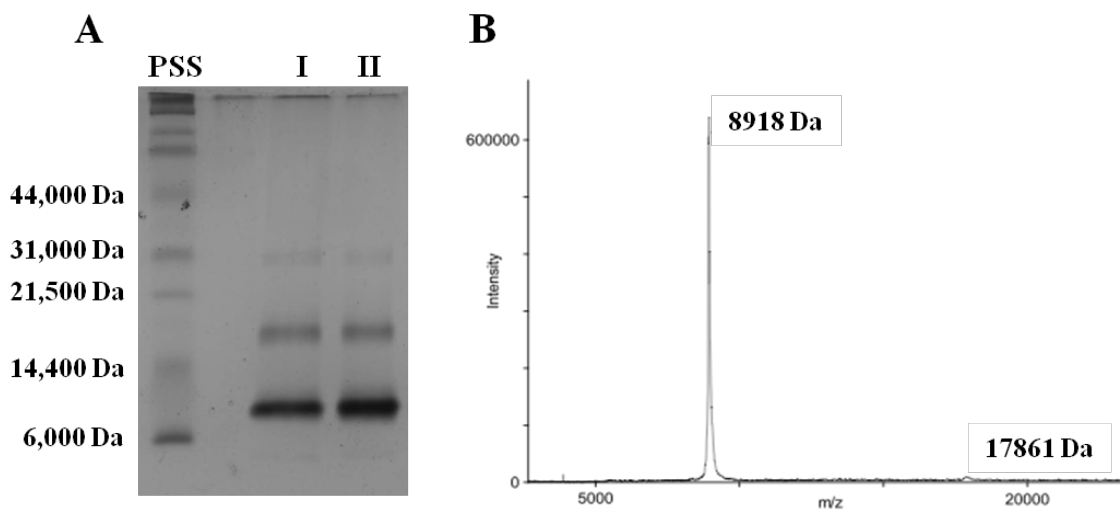 A
PSS I II
44,000 Da
31,000 Da
21,500 Da
14,400 Da
6,000 Da
B
8918 Da
600000
Intensity
17861 Da
0
5000
m/z
20000